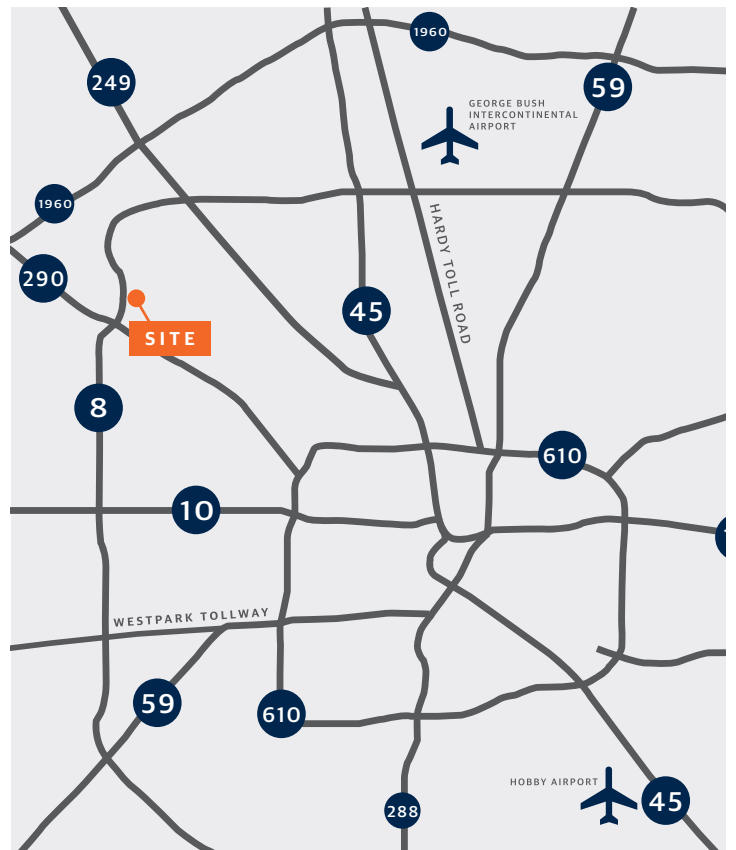 1960
249
59
GEORGE BUSH
INTERCONTINENTAL
AIRPORT
1960
HARDY TOLL ROAD
290
45
SITE
8
610
10
WESTPARK TOLLWAY
59
610
HOBBY AIRPORT
45
288